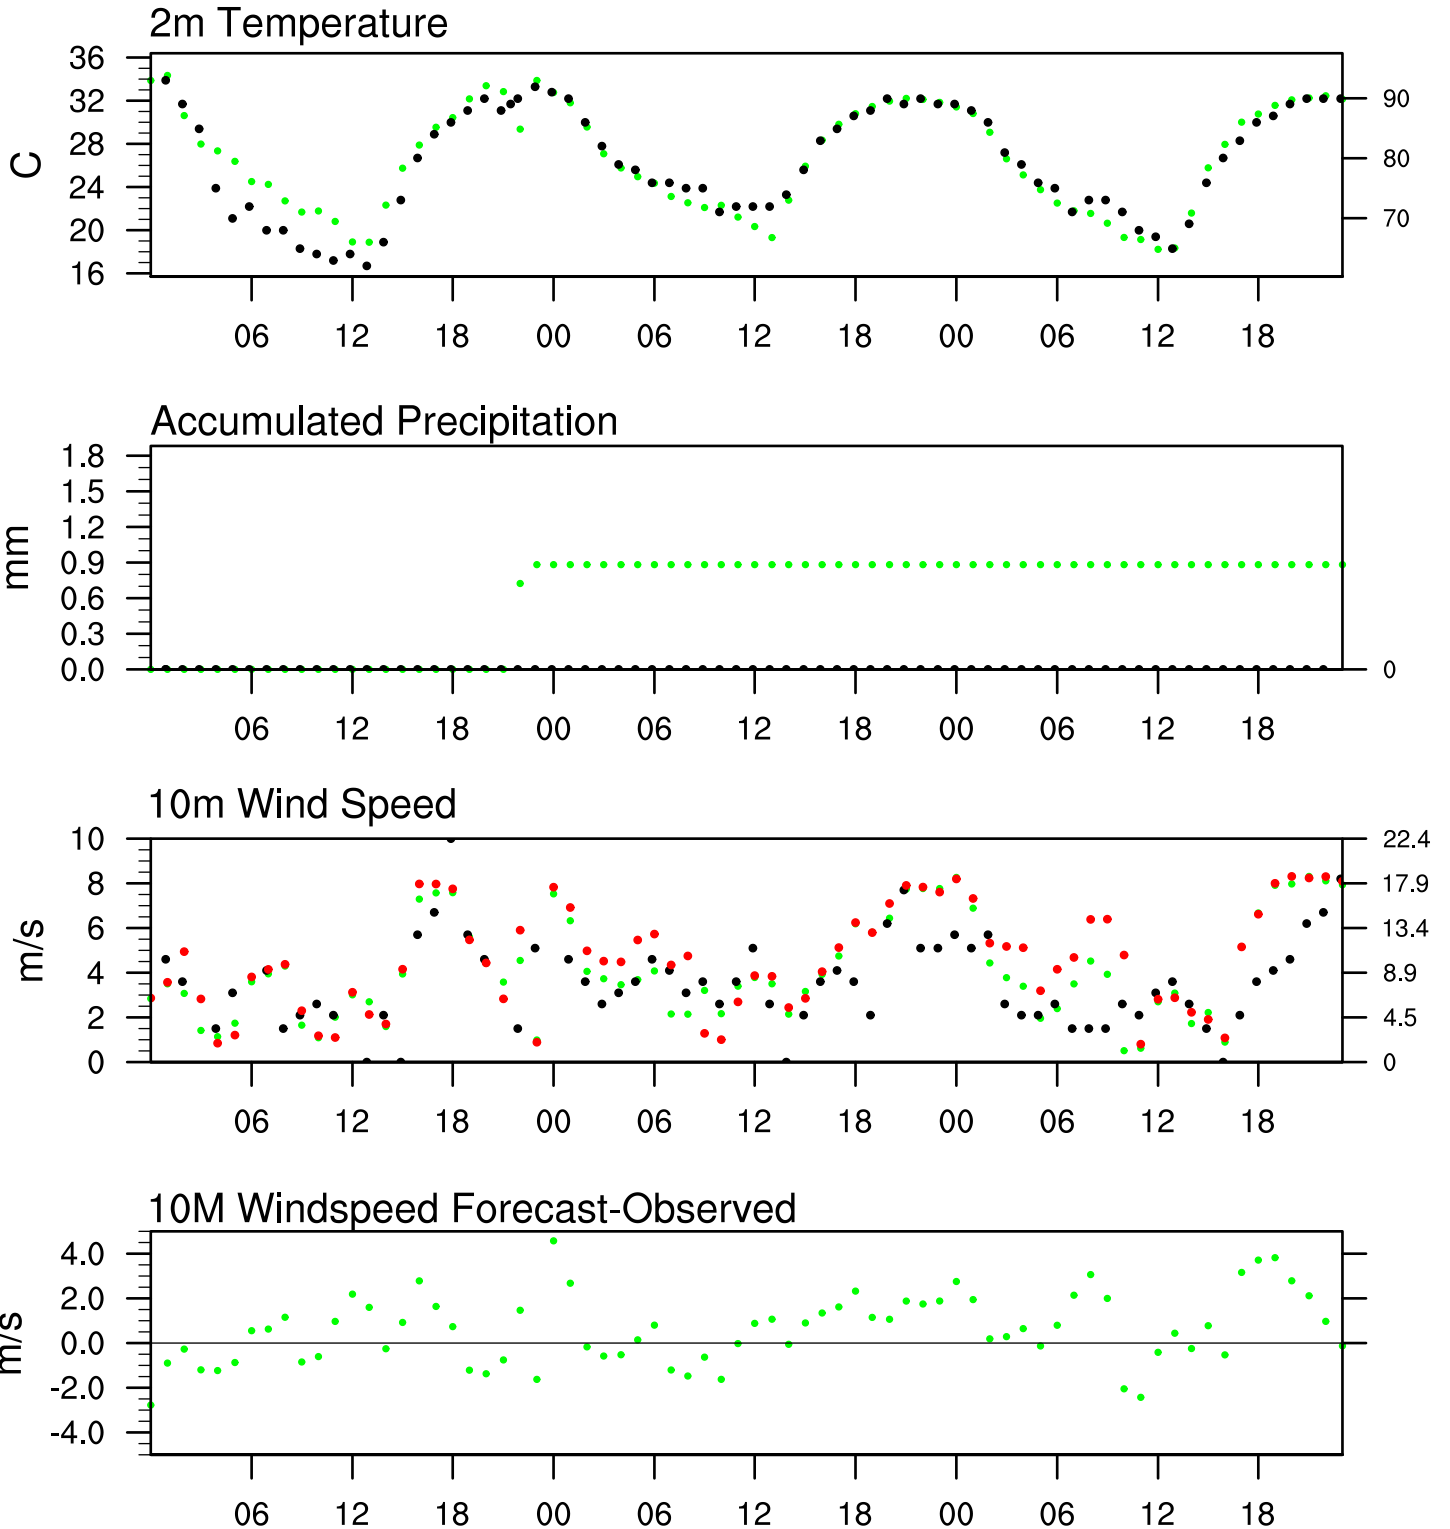 2m Temperature
36
32
28
24
20
16
C
90
80
70
06 12 18 00 06 12 18 00 06 12 18
Accumulated Precipitation
1.8
1.5
1.2
0.9
0.6
0.3
0.0
mm
0
06 12 18 00 06 12 18 00 06 12 18
10m Wind Speed
10
8
6
4
2
0
m/s
22.4
17.9
13.4
8.9
4.5
0
06 12 18 00 06 12 18 00 06 12 18
10M Windspeed Forecast-Observed
4.0
2.0
0.0
-2.0
-4.0
m/s
06 12 18 00 06 12 18 00 06 12 18